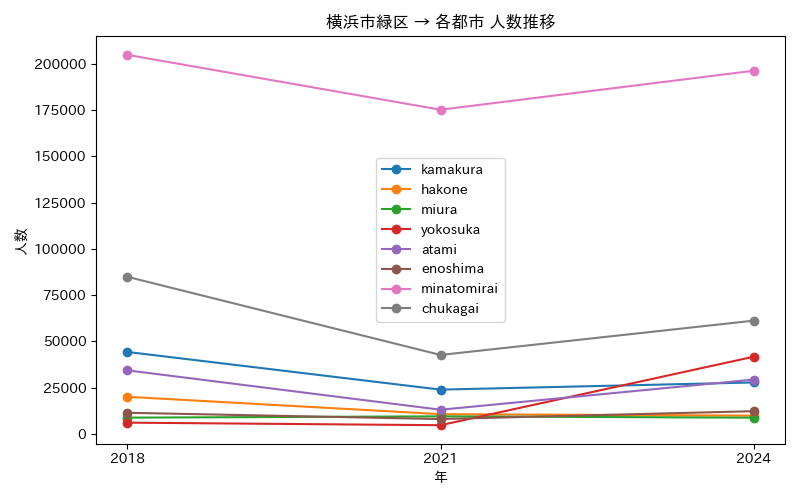 横浜市緑区 → 各都市 人数推移
200000
175000
150000
125000
100000
75000
50000
25000
0
人数
kamakura
hakone
miura
yokosuka
atami
enoshima
minatomirai
chukagai
2018 2021 2024
年